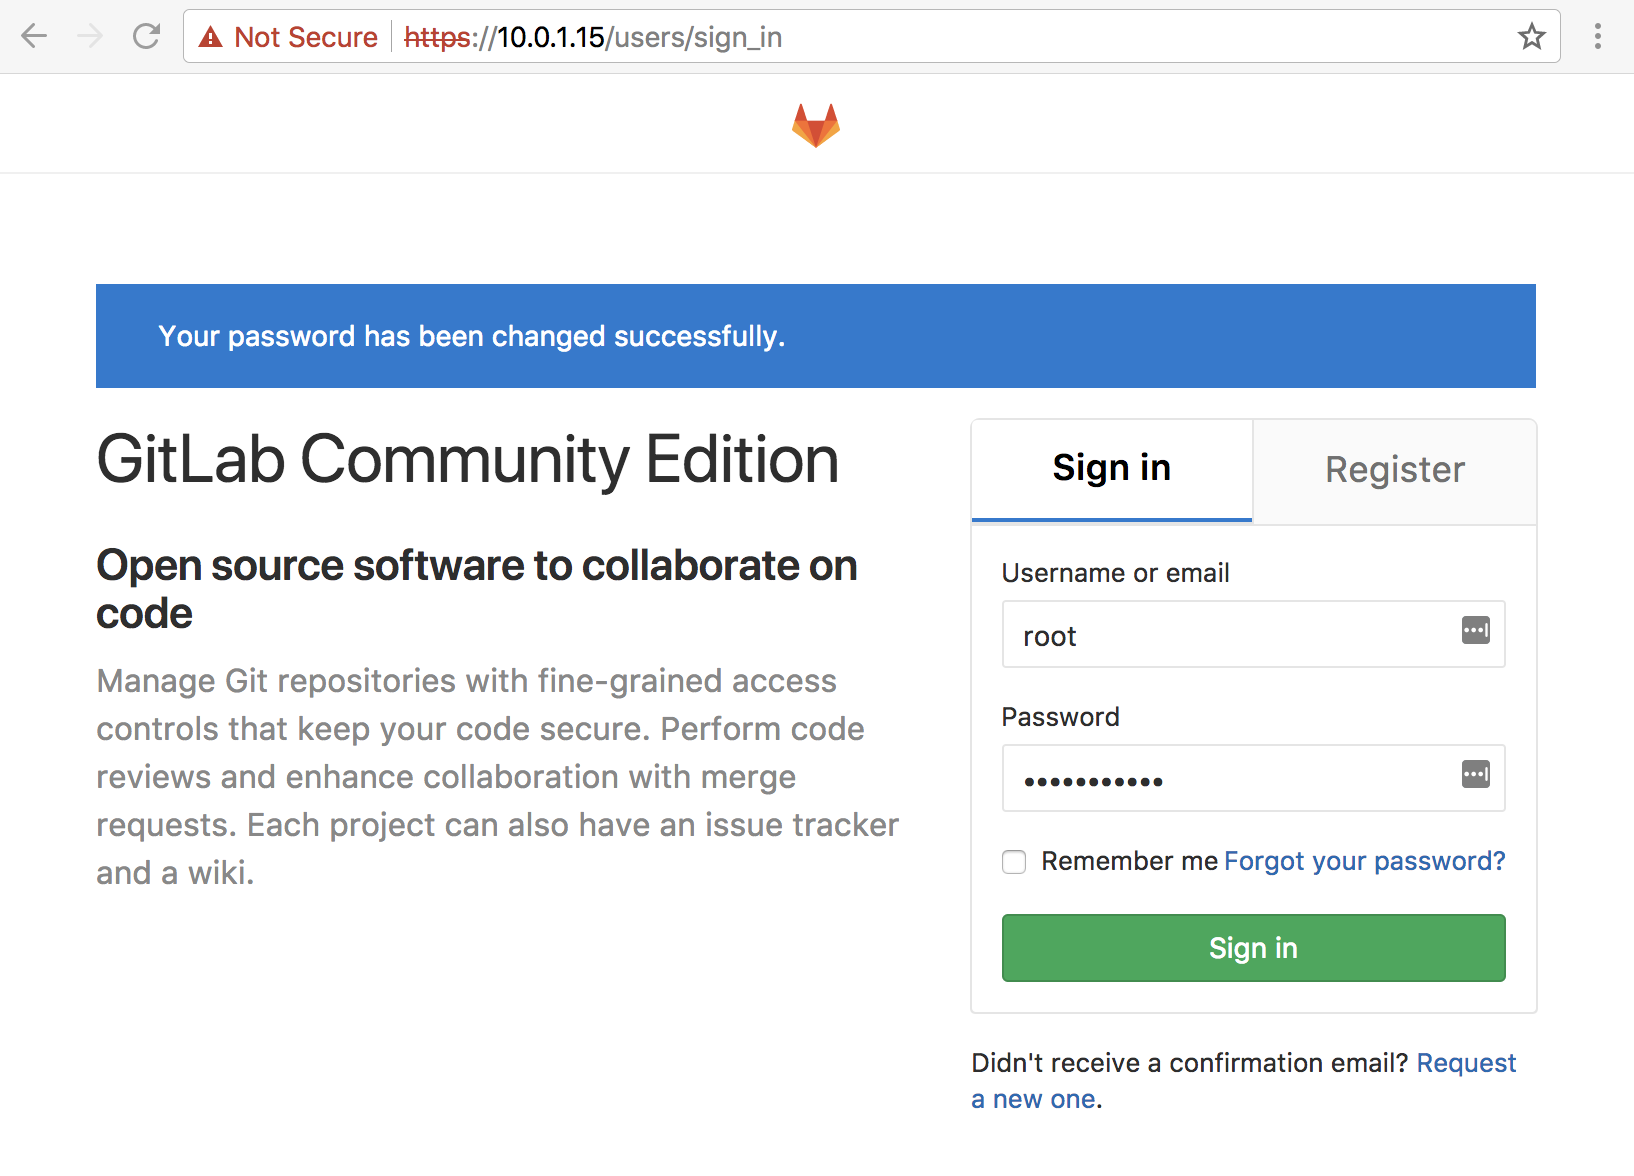 Not Secure https://10.0.1.15/users/sign_in
Your password has been changed successfully.
GitLab Community Edition
Open source software to collaborate on
code
Manage Git repositories with fine-grained access
controls that keep your code secure. Perform code
reviews and enhance collaboration with merge
requests. Each project can also have an issue tracker
and a wiki.
Sign in Register
Username or email
root
Password
•••••••••••
Remember me Forgot your password?
Sign in
Didn't receive a confirmation email? Request
a new one.